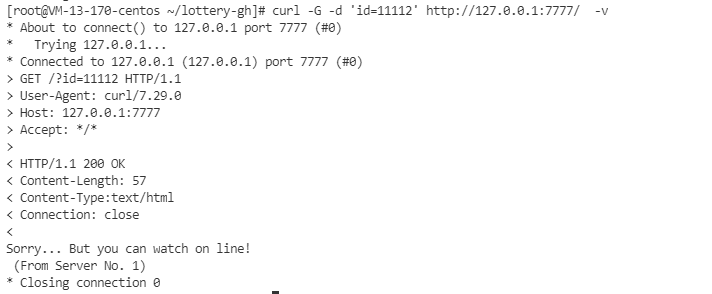 [root@VM-13-170-centos ~/lottery-gh]# curl -G -d 'id=11112' http://127.0.0.1:7777/  -v
* About to connect() to 127.0.0.1 port 7777 (#0)
*   Trying 127.0.0.1...
* Connected to 127.0.0.1 (127.0.0.1) port 7777 (#0)
> GET /?id=11112 HTTP/1.1
> User-Agent: curl/7.29.0
> Host: 127.0.0.1:7777
> Accept: */*
>
< HTTP/1.1 200 OK
< Content-Length: 57
< Content-Type:text/html
< Connection: close
<
Sorry... But you can watch on line!
 (From Server No. 1)
* Closing connection 0